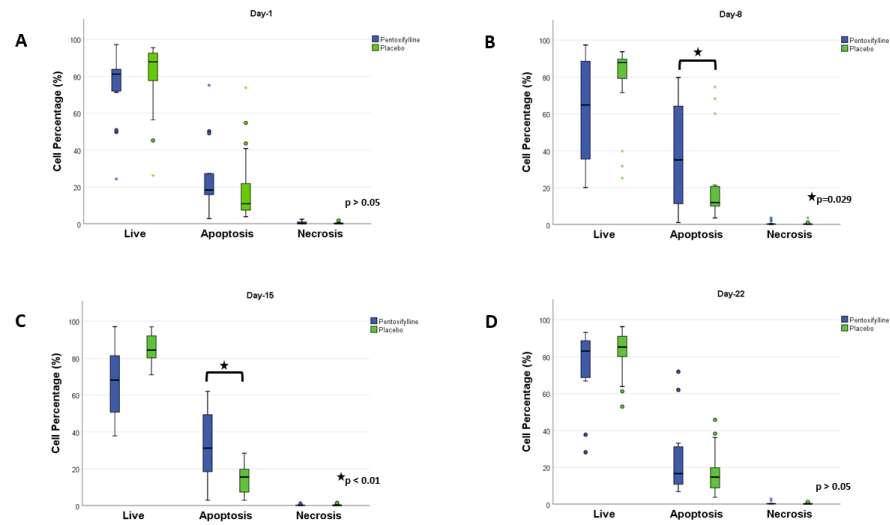 A
Day-1
Cell Percentage (%)
100
80
60
40
20
0
Pentoxifylline
Placebo
p > 0.05
Live Apoptosis Necrosis
B
Day-8
Cell Percentage (%)
100
80
60
40
20
0
Pentoxifylline
Placebo
★
★p=0.029
Live Apoptosis Necrosis
C
Day-15
Cell Percentage (%)
100
80
60
40
20
0
Pentoxifylline
Placebo
★
★p < 0.01
Live Apoptosis Necrosis
D
Day-22
Cell Percentage (%)
100
80
60
40
20
0
Pentoxifylline
Placebo
p > 0.05
Live Apoptosis Necrosis